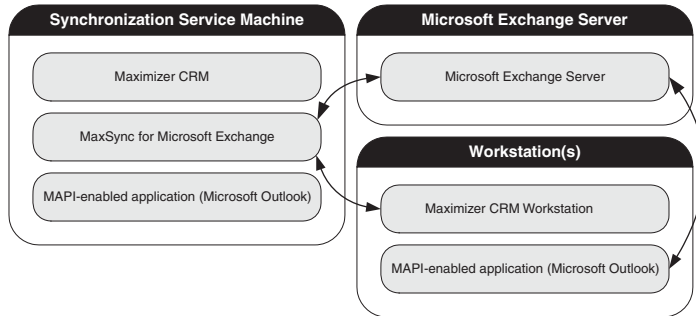 Synchronization Service Machine
Maximizer CRM
MaxSync for Microsoft Exchange
MAPI-enabled application (Microsoft Outlook)
Microsoft Exchange Server
Microsoft Exchange Server
Workstation(s)
Maximizer CRM Workstation
MAPI-enabled application (Microsoft Outlook)